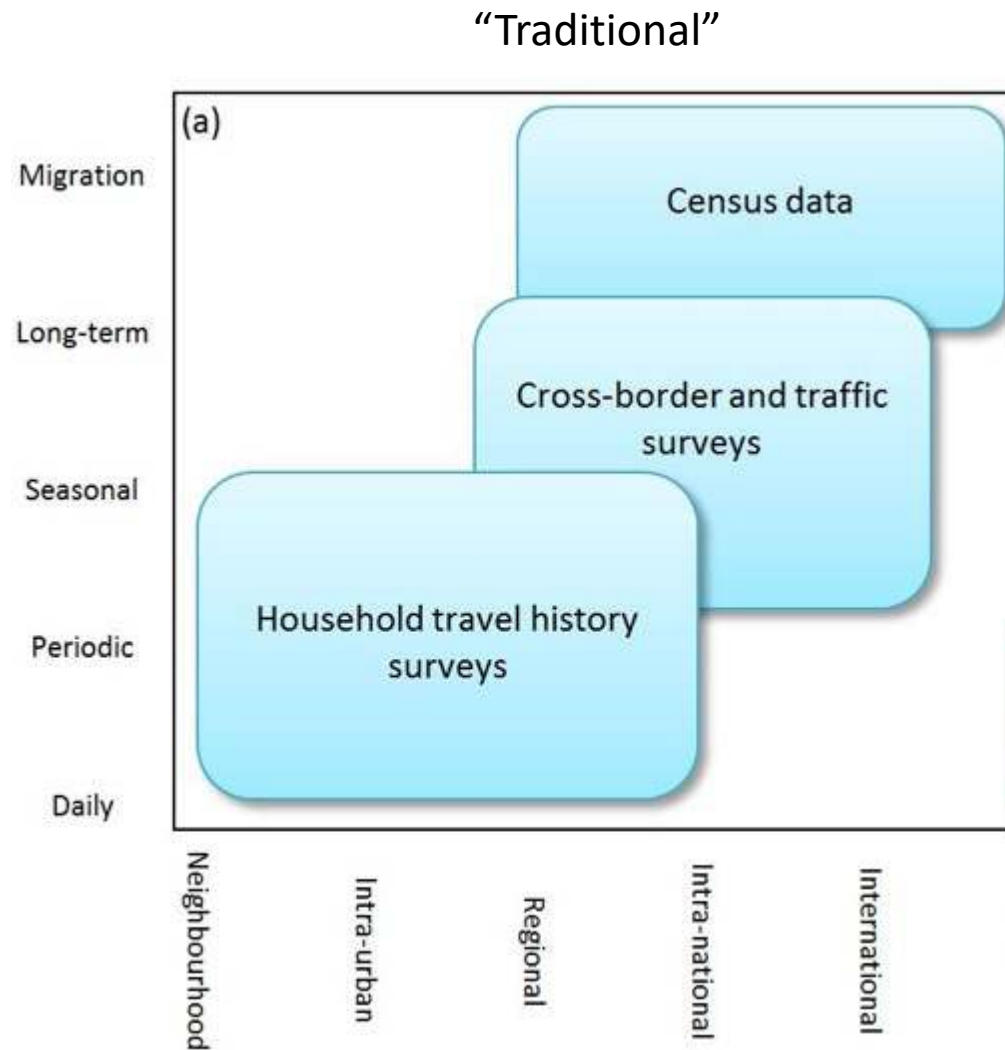 “Traditional”
(a)
Migration
Census data
Long-term
Cross-border and traffic
surveys
Seasonal
Household travel history
surveys
Periodic
Daily
Neighbourhood
Intra-urban
Regional
Intra-national
International